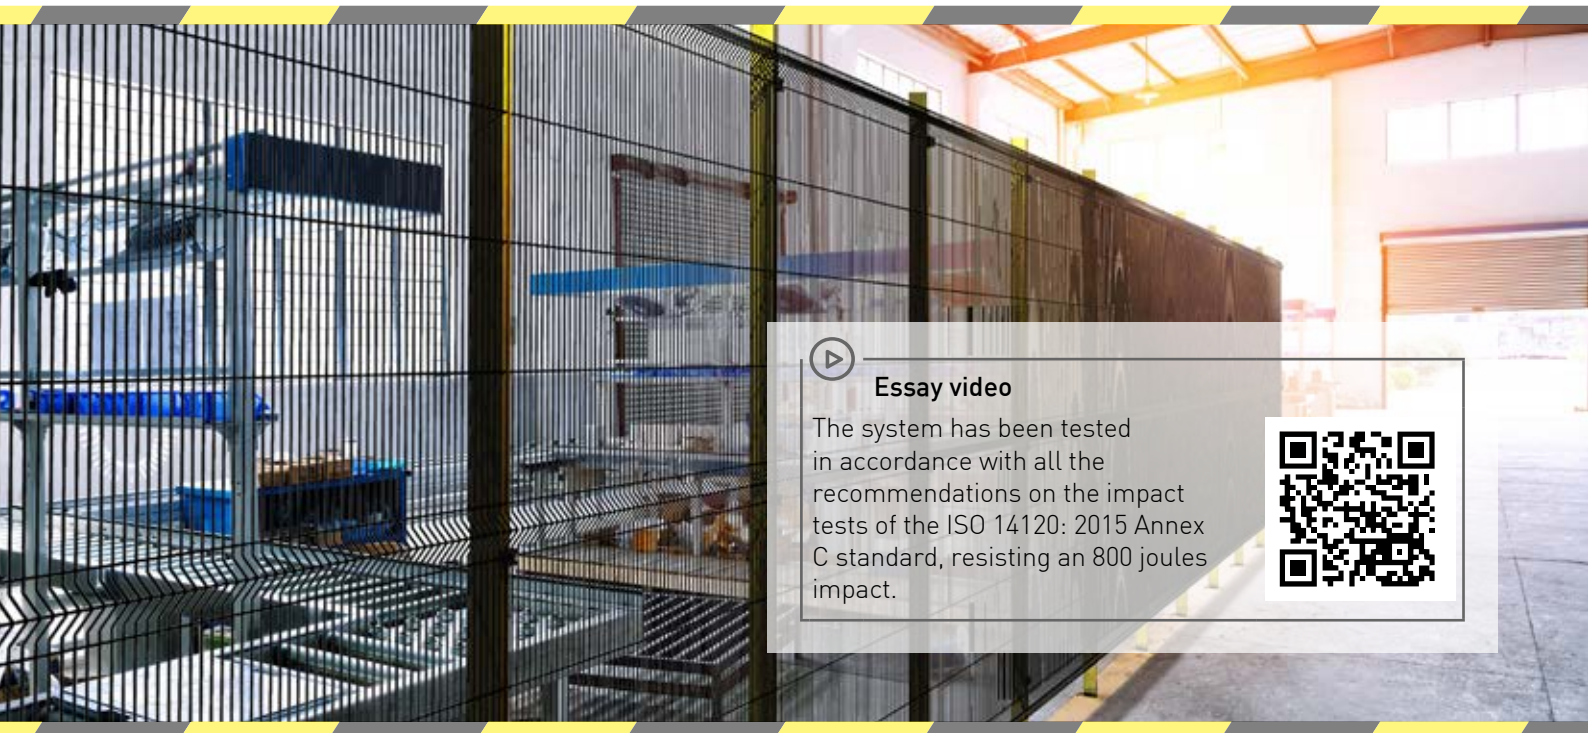 Essay video
The system has been tested
in accordance with all the
recommendations on the impact
tests of the ISO 14120: 2015 Annex
C standard, resisting an 800 joules
impact.